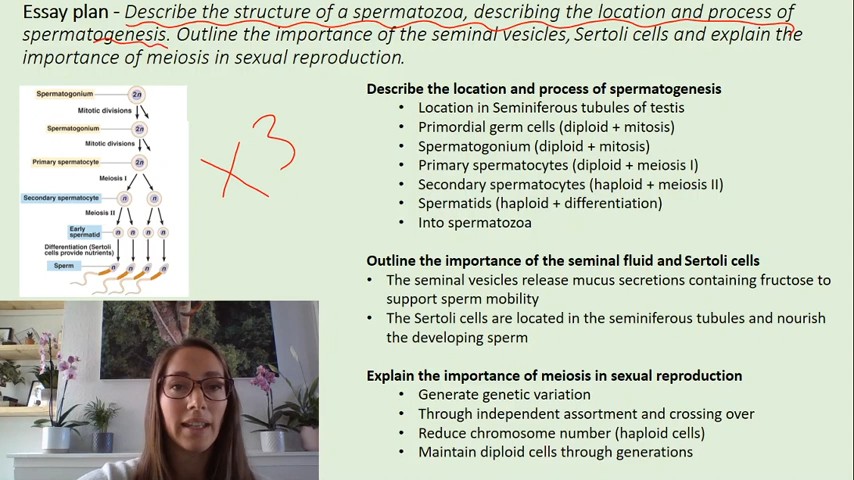 Essay plan - Describe the structure of a spermatozoa, describing the location and process of
spermatogenesis. Outline the importance of the seminal vesicles, Sertoli cells and explain the
importance of meiosis in sexual reproduction.
Spermatogonium 2n
Mitotic divisions
Spermatogonium 2n
Mitotic divisions
Primary spermatocyte 2n
Meiosis I
Secondary spermatocyte n n
Meiosis II
Early
spermatid n n n n
Differentiation (Sertoli
cells provide nutrients)
Sperm n n n n
x3
Describe the location and process of spermatogenesis
• Location in Seminiferous tubules of testis
• Primordial germ cells (diploid + mitosis)
• Spermatogonium (diploid + mitosis)
• Primary spermatocytes (diploid + meiosis I)
• Secondary spermatocytes (haploid + meiosis II)
• Spermatids (haploid + differentiation)
• Into spermatozoa
Outline the importance of the seminal fluid and Sertoli cells
• The seminal vesicles release mucus secretions containing fructose to
support sperm mobility
• The Sertoli cells are located in the seminiferous tubules and nourish
the developing sperm
Explain the importance of meiosis in sexual reproduction
• Generate genetic variation
• Through independent assortment and crossing over
• Reduce chromosome number (haploid cells)
• Maintain diploid cells through generations